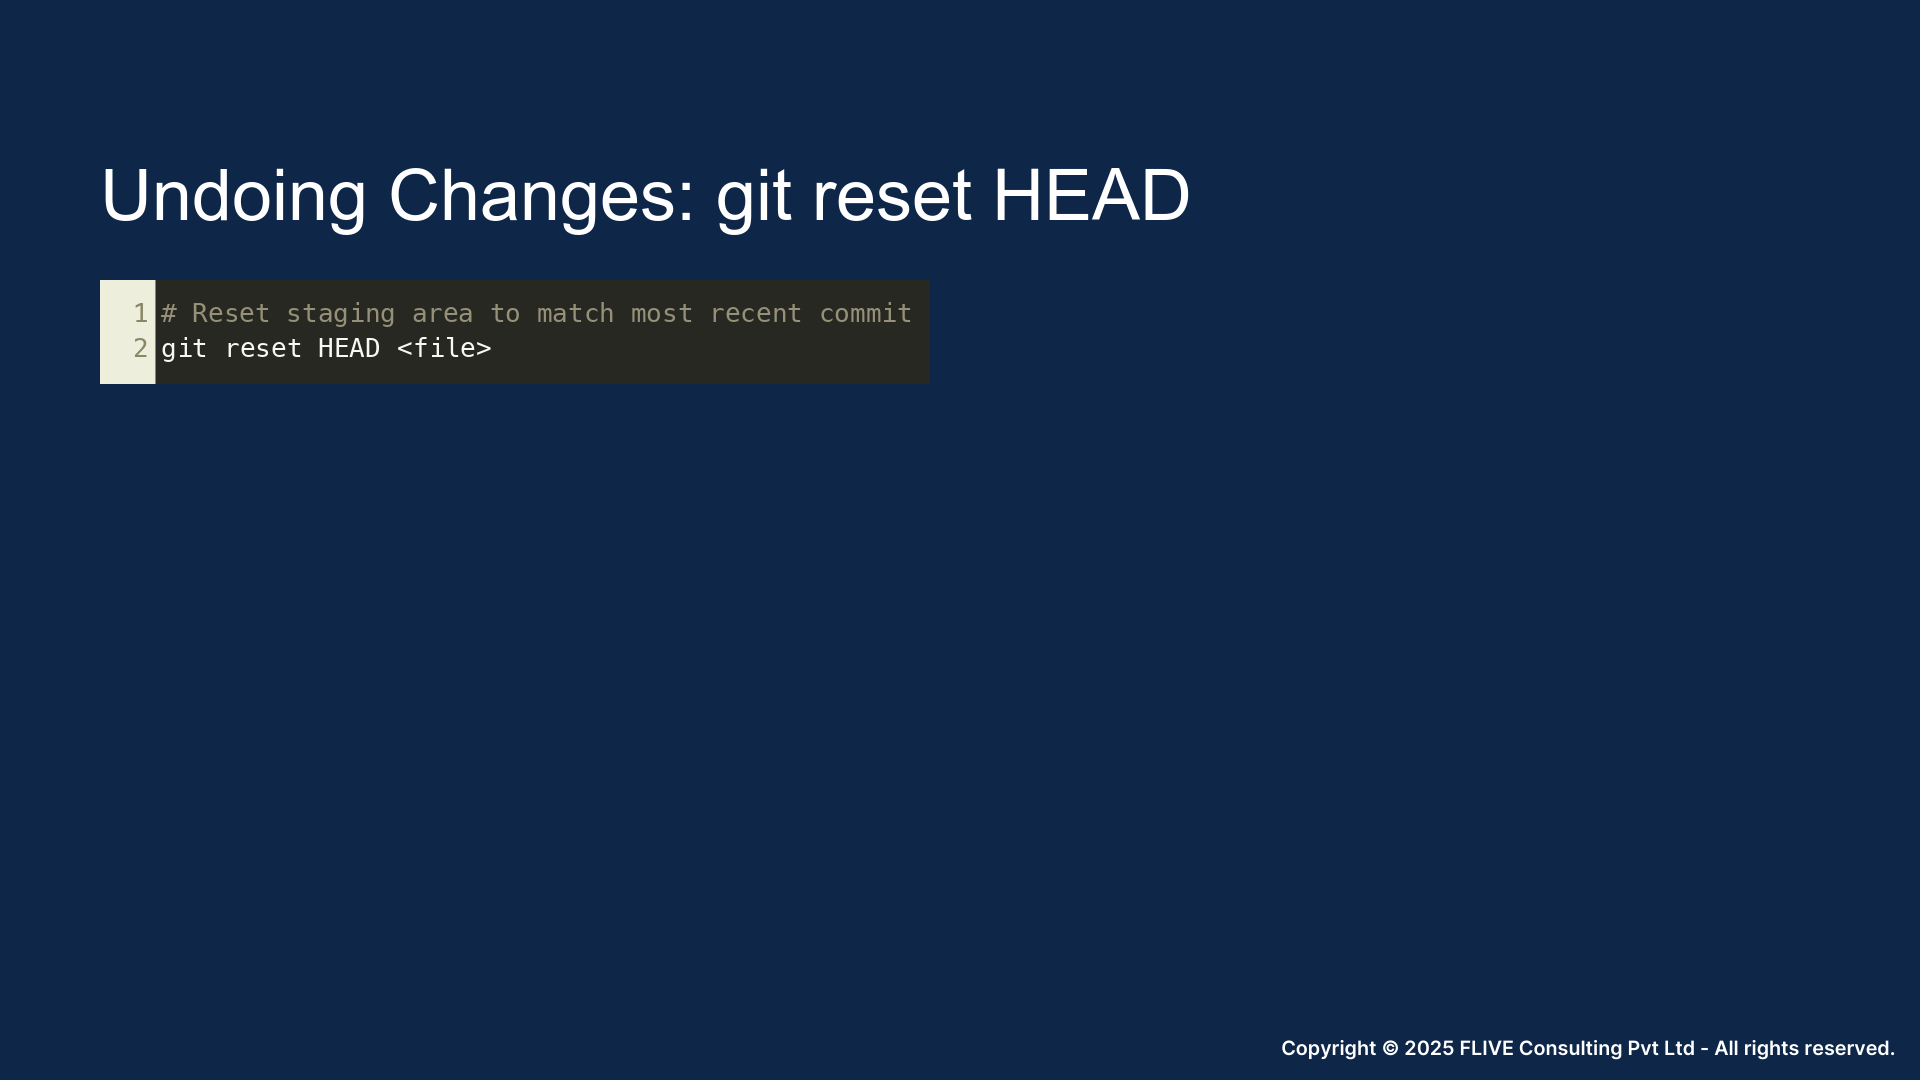 Undoing Changes: git reset HEAD
1 # Reset staging area to match most recent commit
2 git reset HEAD <file>
Copyright © 2025 FLIVE Consulting Pvt Ltd - All rights reserved.